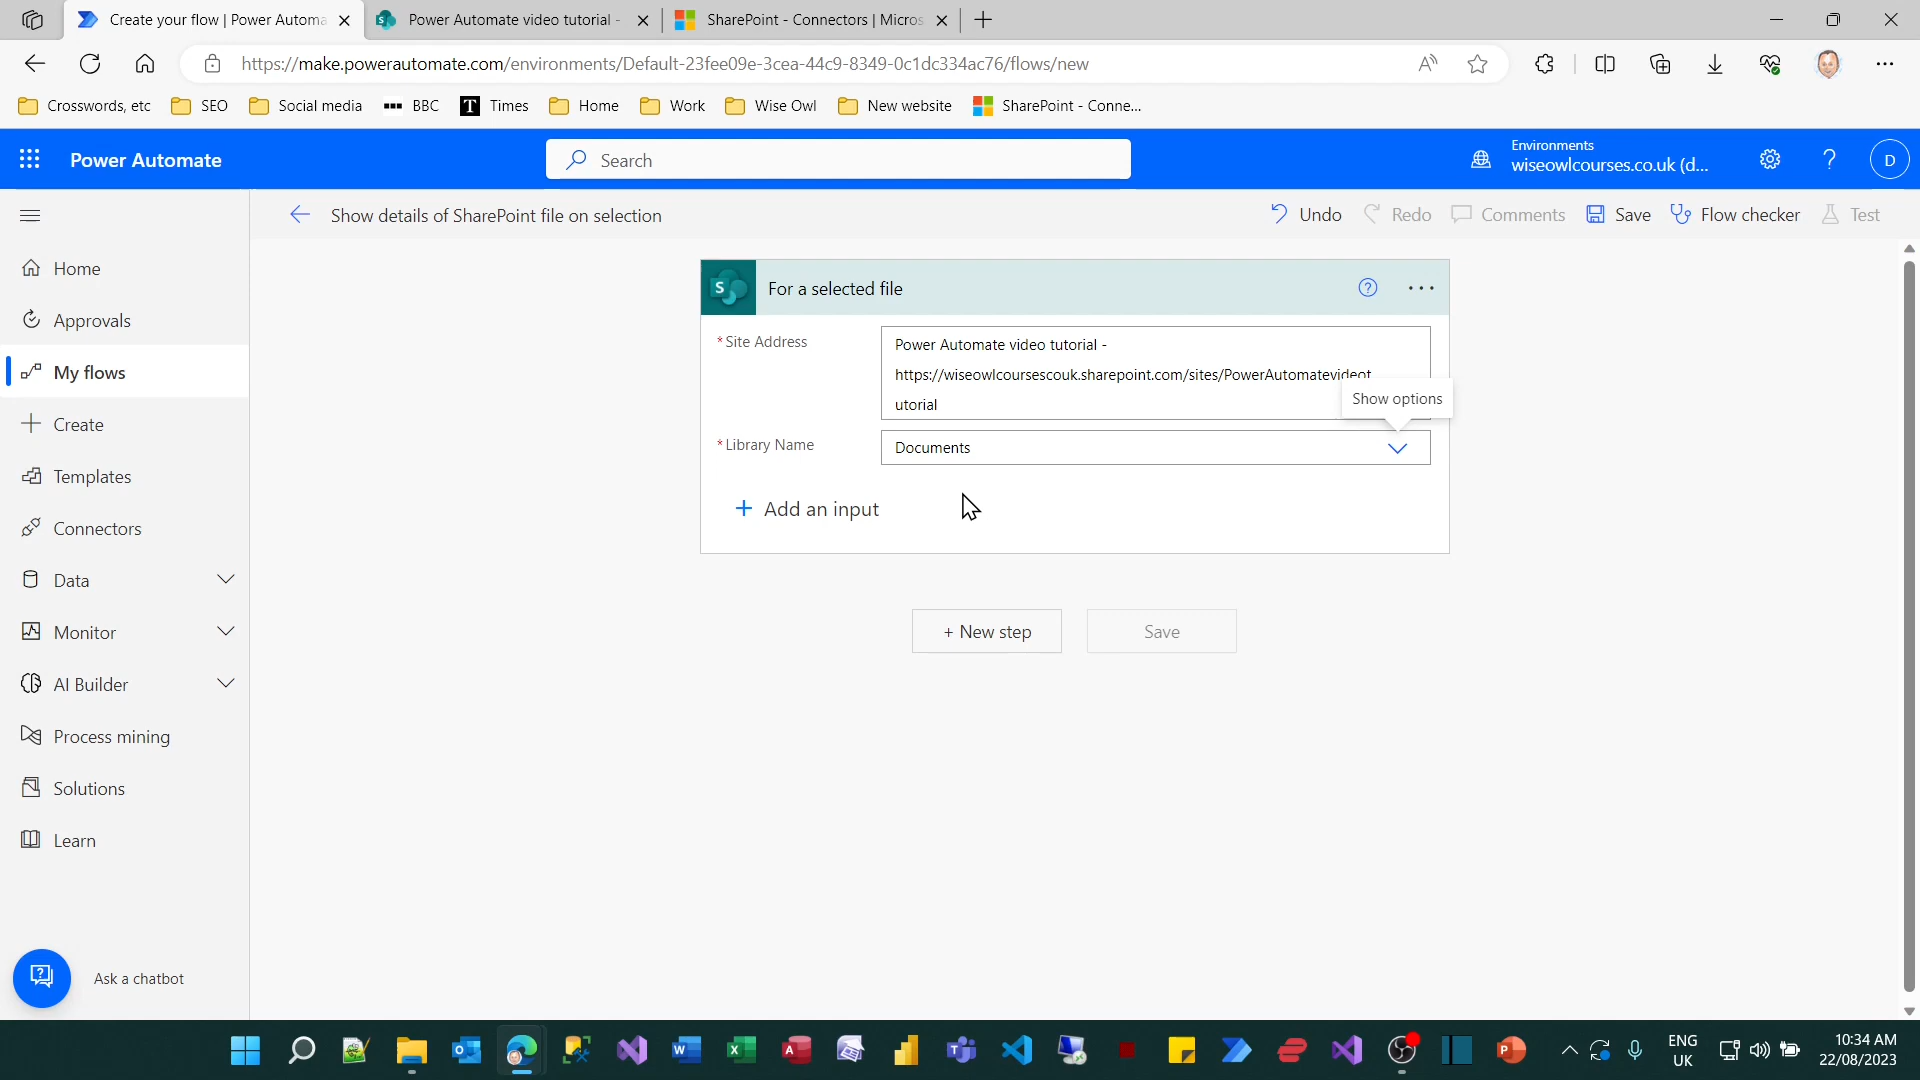 Create your flow | Power Automa
Power Automate video tutorial -
SharePoint - Connectors | Micros
https://make.powerautomate.com/environments/Default-23fee09e-3cea-44c9-8349-0c1dc334ac76/flows/new
Crosswords, etc
SEO
Social media
BBC
T
Times
Home
Work
Wise Owl
New website
SharePoint - Conne...
Power Automate
Search
Environments
wiseowlcourses.co.uk (d...
D
Show details of SharePoint file on selection
Undo
Redo
Comments
Save
Flow checker
Test
Home
Approvals
My flows
Create
Templates
Connectors
Data
Monitor
AI Builder
Process mining
Solutions
Learn
Ask a chatbot
For a selected file
* Site Address
Power Automate video tutorial -
https://wiseowlcoursescouk.sharepoint.com/sites/PowerAutomatevideot
utorial
Show options
* Library Name
Documents
+ Add an input
+ New step
Save
ENG
UK
10:34 AM
22/08/2023